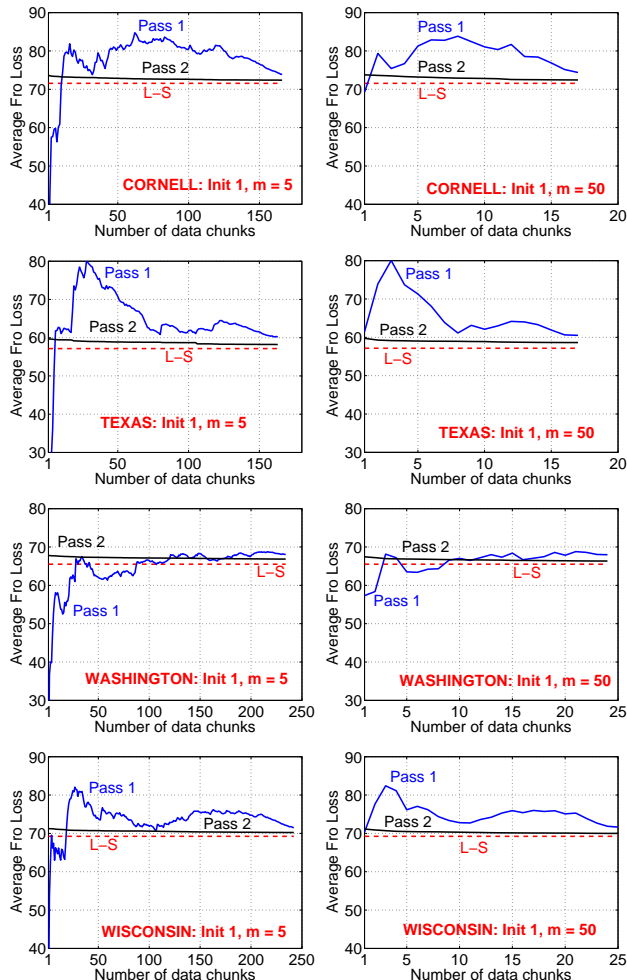 Average Fro Loss
90
80
70
60
50
40
Pass 1
Pass 2
L–S
CORNELL: Init 1, m = 5
1 50 100 150
Number of data chunks
Average Fro Loss
90
80
70
60
50
40
Pass 1
Pass 2
L–S
CORNELL: Init 1, m = 50
1 5 10 15 20
Number of data chunks
Average Fro Loss
80
70
60
50
40
30
Pass 1
Pass 2
L–S
TEXAS: Init 1, m = 5
1 50 100 150
Number of data chunks
Average Fro Loss
80
70
60
50
40
30
Pass 1
Pass 2
L–S
TEXAS: Init 1, m = 50
1 5 10 15 20
Number of data chunks
Average Fro Loss
80
70
60
50
40
30
Pass 2
L–S
Pass 1
WASHINGTON: Init 1, m = 5
1 50 100 150 200 250
Number of data chunks
Average Fro Loss
80
70
60
50
40
30
Pass 2
L–S
Pass 1
WASHINGTON: Init 1, m = 50
1 5 10 15 20 25
Number of data chunks
Average Fro Loss
90
80
70
60
50
40
Pass 1
Pass 2
L–S
WISCONSIN: Init 1, m = 5
1 50 100 150 200 250
Number of data chunks
Average Fro Loss
90
80
70
60
50
40
Pass 1
Pass 2
L–S
WISCONSIN: Init 1, m = 50
1 5 10 15 20 25
Number of data chunks